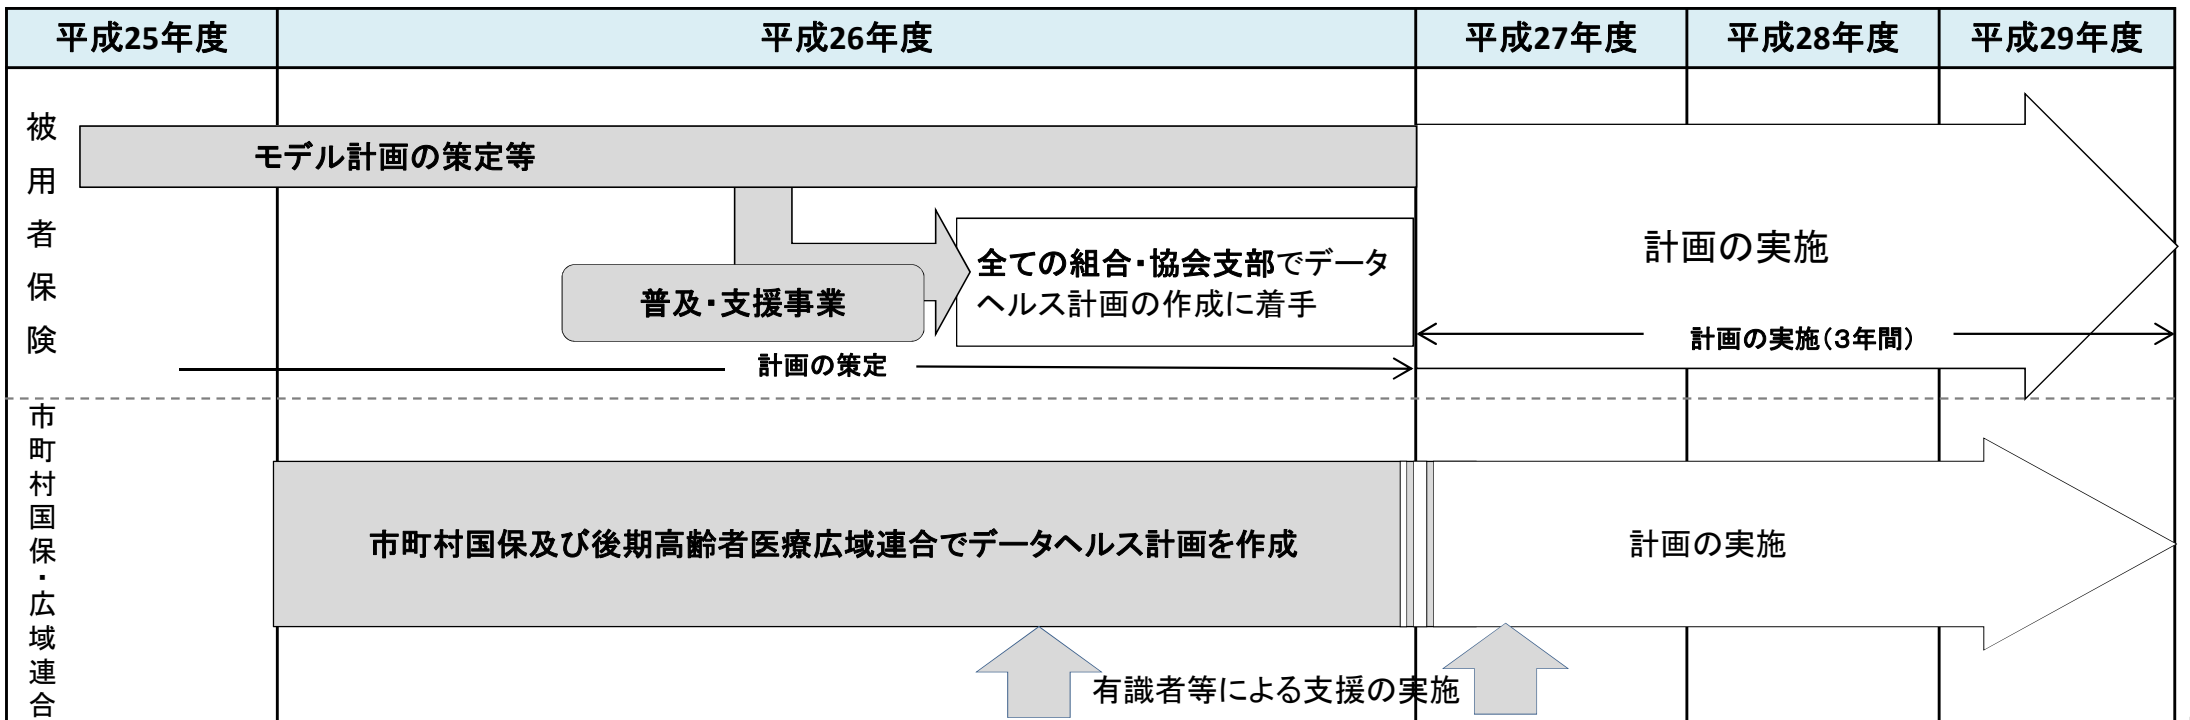 平成25年度
平成26年度
平成27年度
平成28年度
平成29年度
被用者保険
モデル計画の策定等
普及・支援事業
全ての組合・協会支部でデータ
ヘルス計画の作成に着手
計画の実施
計画の策定
計画の実施(3年間)
市町村国保・広域連合
市町村国保及び後期高齢者医療広域連合でデータヘルス計画を作成
計画の実施
有識者等による支援の実施